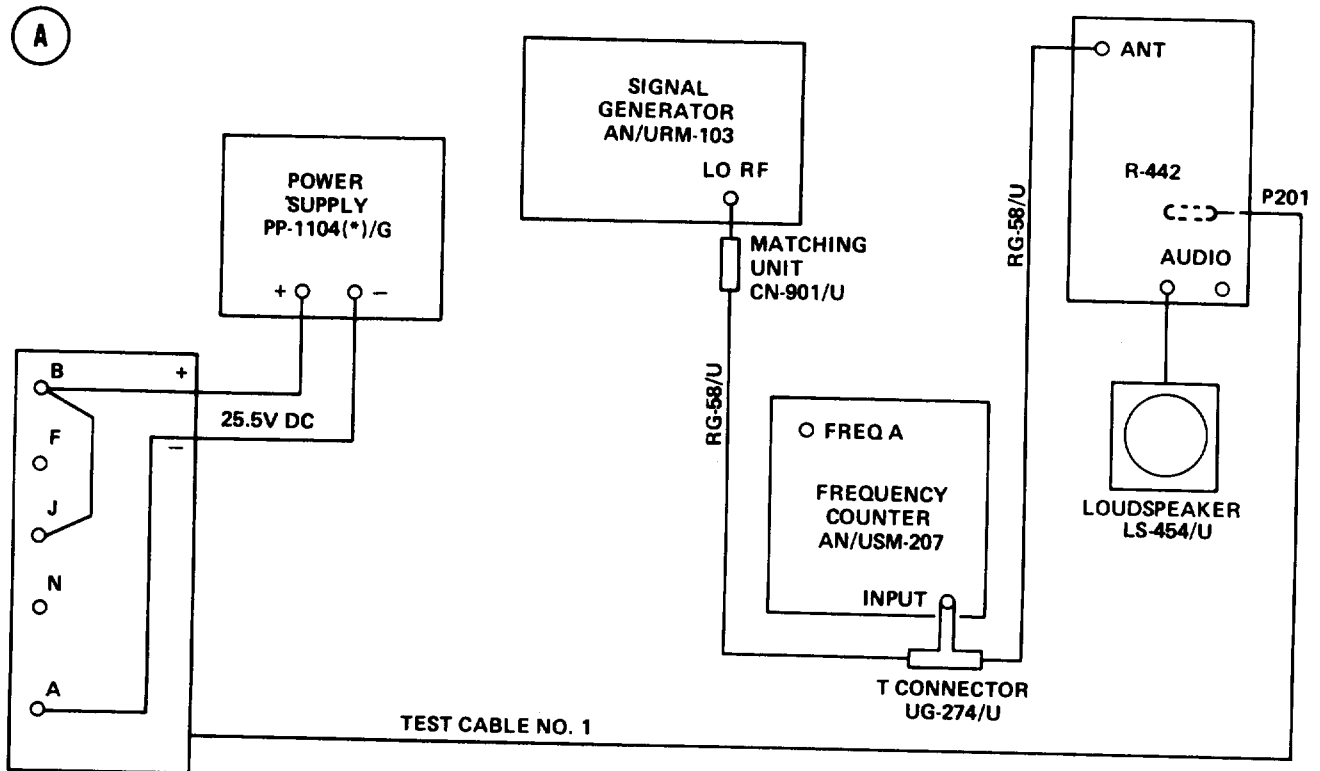 A
POWER
SUPPLY
PP-1104(*)/G
+
−
SIGNAL
GENERATOR
AN/URM-103
LO RF
MATCHING
UNIT
CN-901/U
RG-58/U
ANT
R-442
P201
AUDIO
RG-58/U
LOUDSPEAKER
LS-454/U
FREQ A
FREQUENCY
COUNTER
AN/USM-207
INPUT
T CONNECTOR
UG-274/U
B
+
25.5V DC
−
F
J
N
A
TEST CABLE NO. 1